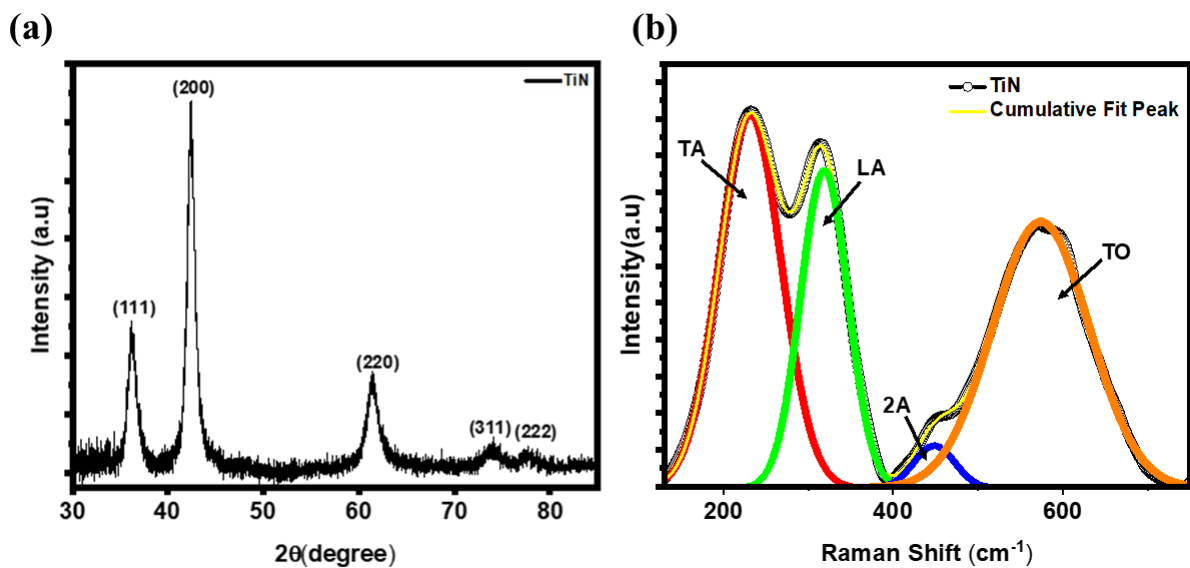 (a)
TiN
(200)
(111)
(220)
(311)
(222)
Intensity (a.u)
30 40 50 60 70 80
2θ(degree)
(b)
TiN
Cumulative Fit Peak
TA
LA
TO
2A
Intensity(a.u)
200 400 600
Raman Shift (cm⁻¹)